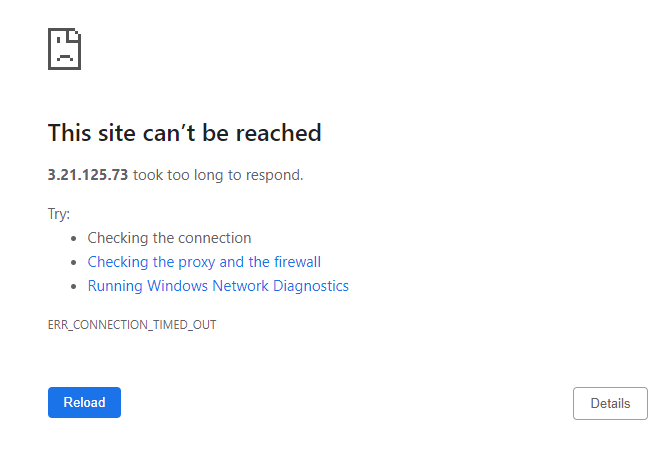 This site can’t be reached
3.21.125.73 took too long to respond.
Try:
Checking the connection
Checking the proxy and the firewall
Running Windows Network Diagnostics
ERR_CONNECTION_TIMED_OUT
Reload
Details